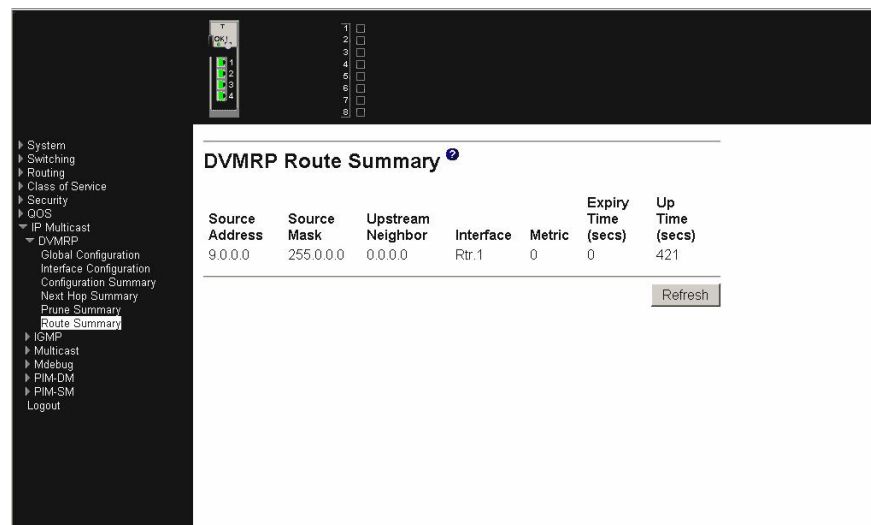 T
OK!
1
2
3
4
1
2
3
4
5
6
7
8
System
Switching
Routing
Class of Service
Security
QOS
IP Multicast
DVMRP
Global Configuration
Interface Configuration
Configuration Summary
Next Hop Summary
Prune Summary
Route Summary
IGMP
Multicast
Mdebug
PIM-DM
PIM-SM
Logout
DVMRP Route Summary ?
Source Address Source Mask Upstream Neighbor Interface Metric Expiry Time (secs) Up Time (secs)
9.0.0.0 255.0.0.0 0.0.0.0 Rtr.1 0 0 421
Refresh